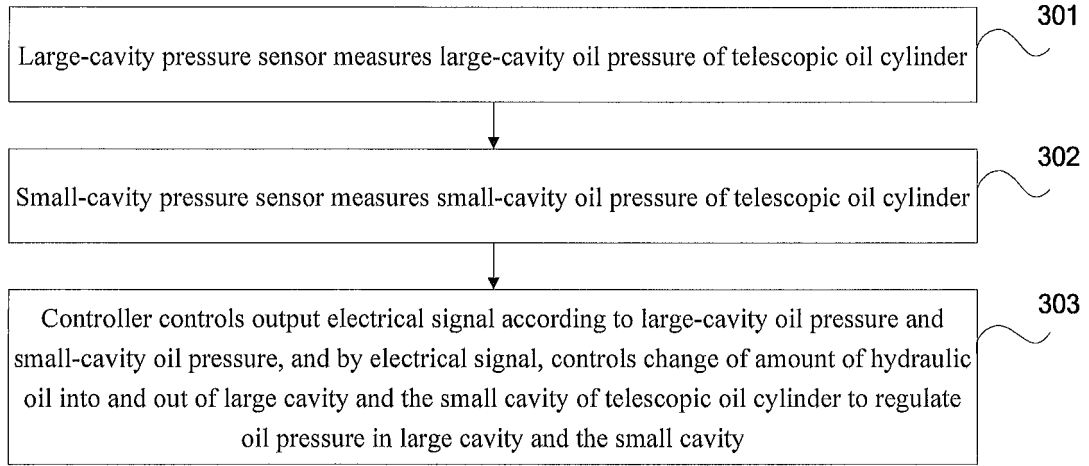 301
Large-cavity pressure sensor measures large-cavity oil pressure of telescopic oil cylinder
302
Small-cavity pressure sensor measures small-cavity oil pressure of telescopic oil cylinder
303
Controller controls output electrical signal according to large-cavity oil pressure and
small-cavity oil pressure, and by electrical signal, controls change of amount of hydraulic
oil into and out of large cavity and the small cavity of telescopic oil cylinder to regulate
oil pressure in large cavity and the small cavity